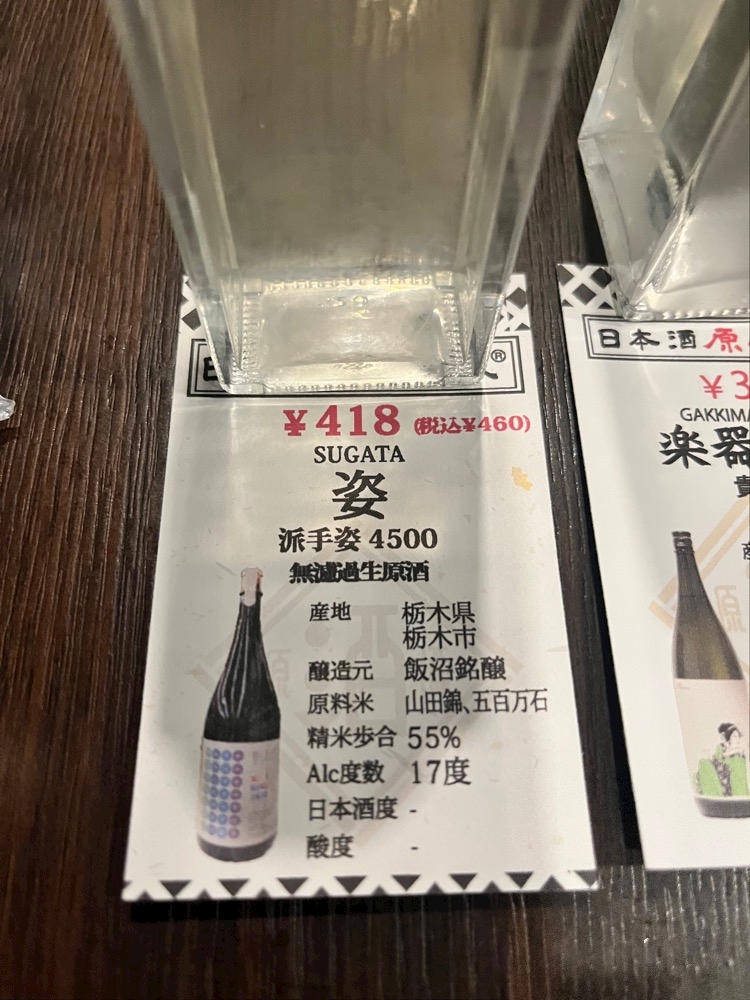 ¥418 (税込¥460)
SUGATA
姿
派手姿 4500
無濾過生原酒
産地 栃木県
栃木市
醸造元 飯沼銘醸
原料米 山田錦、五百万石
精米歩合 55%
Alc度数 17度
日本酒度 -
酸度 -
日本酒
¥3
楽器